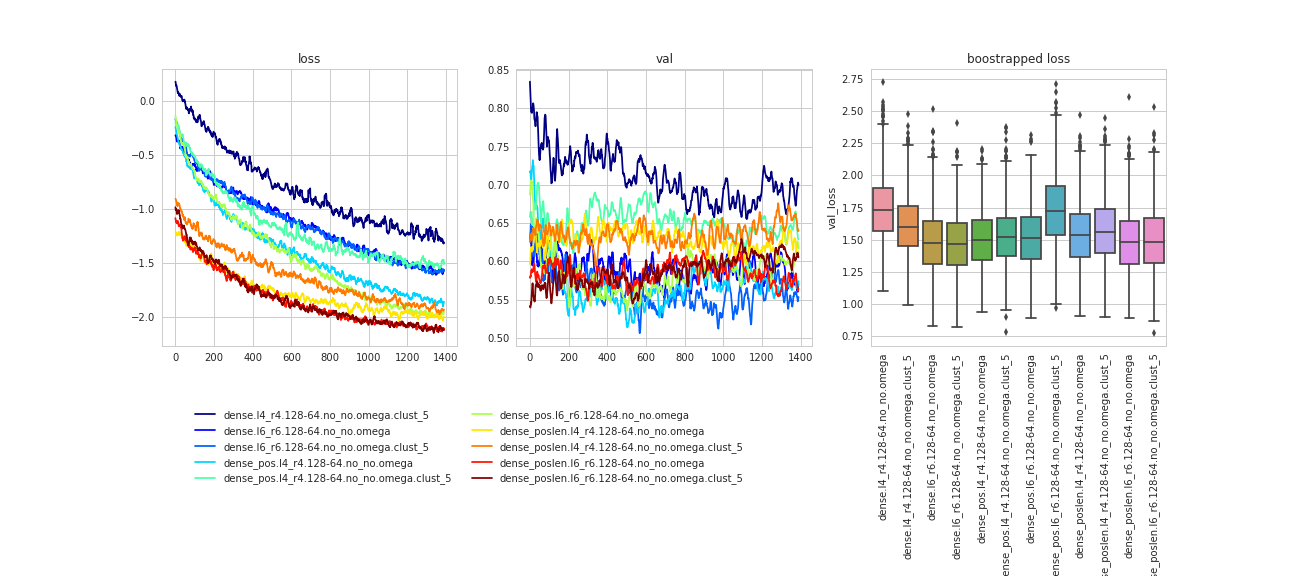 loss
0.0
−0.5
−1.0
−1.5
−2.0
0 200 400 600 800 1000 1200 1400
val
0.85
0.80
0.75
0.70
0.65
0.60
0.55
0.50
0 200 400 600 800 1000 1200 1400
boostrapped loss
val_loss
2.75
2.50
2.25
2.00
1.75
1.50
1.25
1.00
0.75
dense.l4_r4.128-64.no_no.omega
dense.l4_r4.128-64.no_no.omega.clust_5
dense.l6_r6.128-64.no_no.omega
dense.l6_r6.128-64.no_no.omega.clust_5
dense_pos.l4_r4.128-64.no_no.omega
ense_pos.l4_r4.128-64.no_no.omega.clust_5
dense_pos.l6_r6.128-64.no_no.omega
ense_pos.l6_r6.128-64.no_no.omega.clust_5
dense_poslen.l4_r4.128-64.no_no.omega
se_poslen.l4_r4.128-64.no_no.omega.clust_5
dense_poslen.l6_r6.128-64.no_no.omega
se_poslen.l6_r6.128-64.no_no.omega.clust_5
dense.l4_r4.128-64.no_no.omega.clust_5
dense.l6_r6.128-64.no_no.omega
dense.l6_r6.128-64.no_no.omega.clust_5
dense_pos.l4_r4.128-64.no_no.omega
dense_pos.l4_r4.128-64.no_no.omega.clust_5
dense_pos.l6_r6.128-64.no_no.omega
dense_poslen.l4_r4.128-64.no_no.omega
dense_poslen.l4_r4.128-64.no_no.omega.clust_5
dense_poslen.l6_r6.128-64.no_no.omega
dense_poslen.l6_r6.128-64.no_no.omega.clust_5